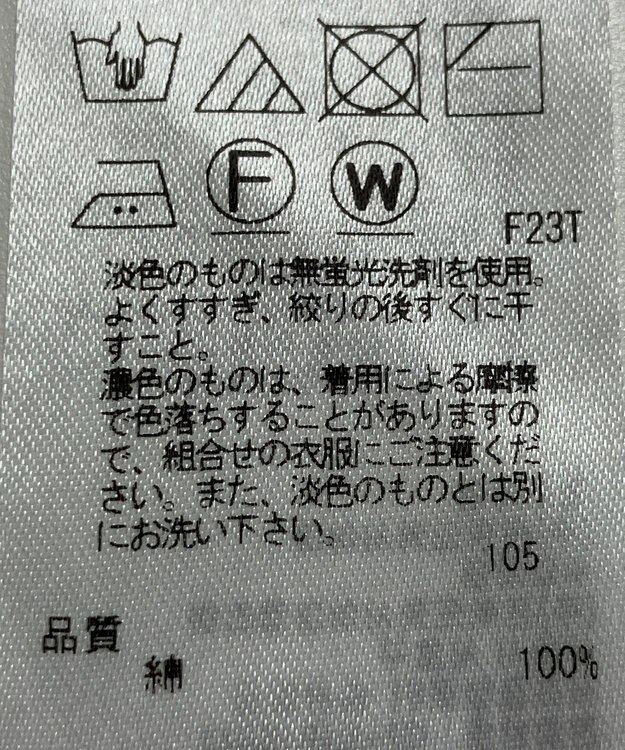 F
W
F23T
淡色のものは無蛍光洗剤を使用。
よくすすぎ、絞りの後すぐに干
すこと。
濃色のものは、着用による摩擦
で色落ちすることがありますの
で、組合せの衣服にご注意くだ
さい。また、淡色のものとは別
にお洗い下さい。
105
品質
綿 100%